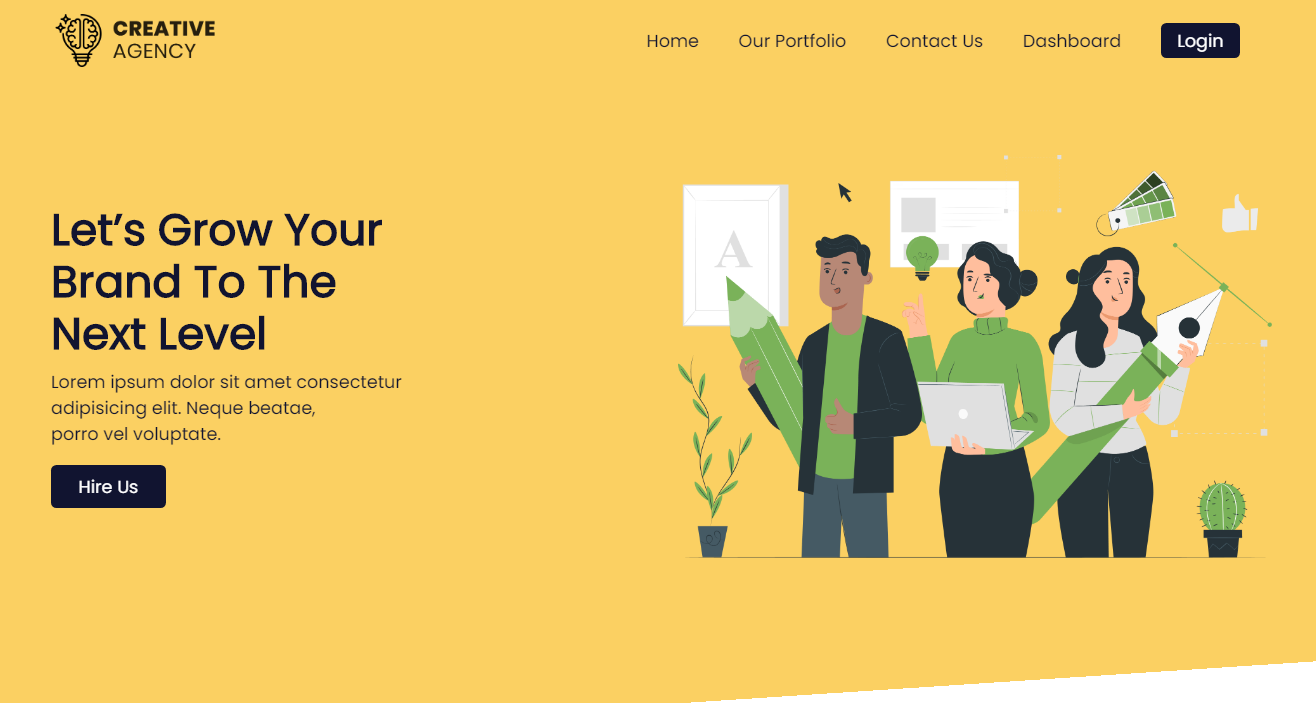 CREATIVE
AGENCY
Home Our Portfolio Contact Us Dashboard Login
Let’s Grow Your
Brand To The
Next Level
Lorem ipsum dolor sit amet consectetur
adipisicing elit. Neque beatae,
porro vel voluptate.
Hire Us
A